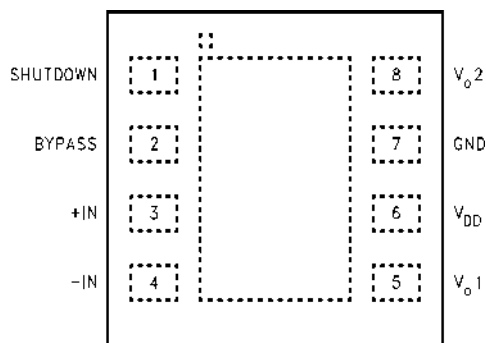 SHUTDOWN 1 8 Vo2
BYPASS 2 7 GND
+IN 3 6 VDD
-IN 4 5 Vo1